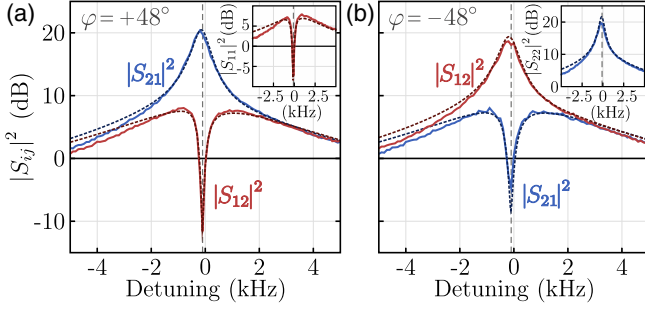 (a)
φ = +48°
|S₂₁|²
|S₁₂|²
|Sᵢⱼ|² (dB)
20
10
0
-10
-4
-2
0
2
4
Detuning (kHz)
|S₁₁|² (dB)
5
0
-5
-2.5
0
2.5
(kHz)
(b)
φ = −48°
|S₁₂|²
|S₂₁|²
-4
-2
0
2
4
Detuning (kHz)
|S₂₂|² (dB)
20
10
0
-2.5
0
2.5
(kHz)